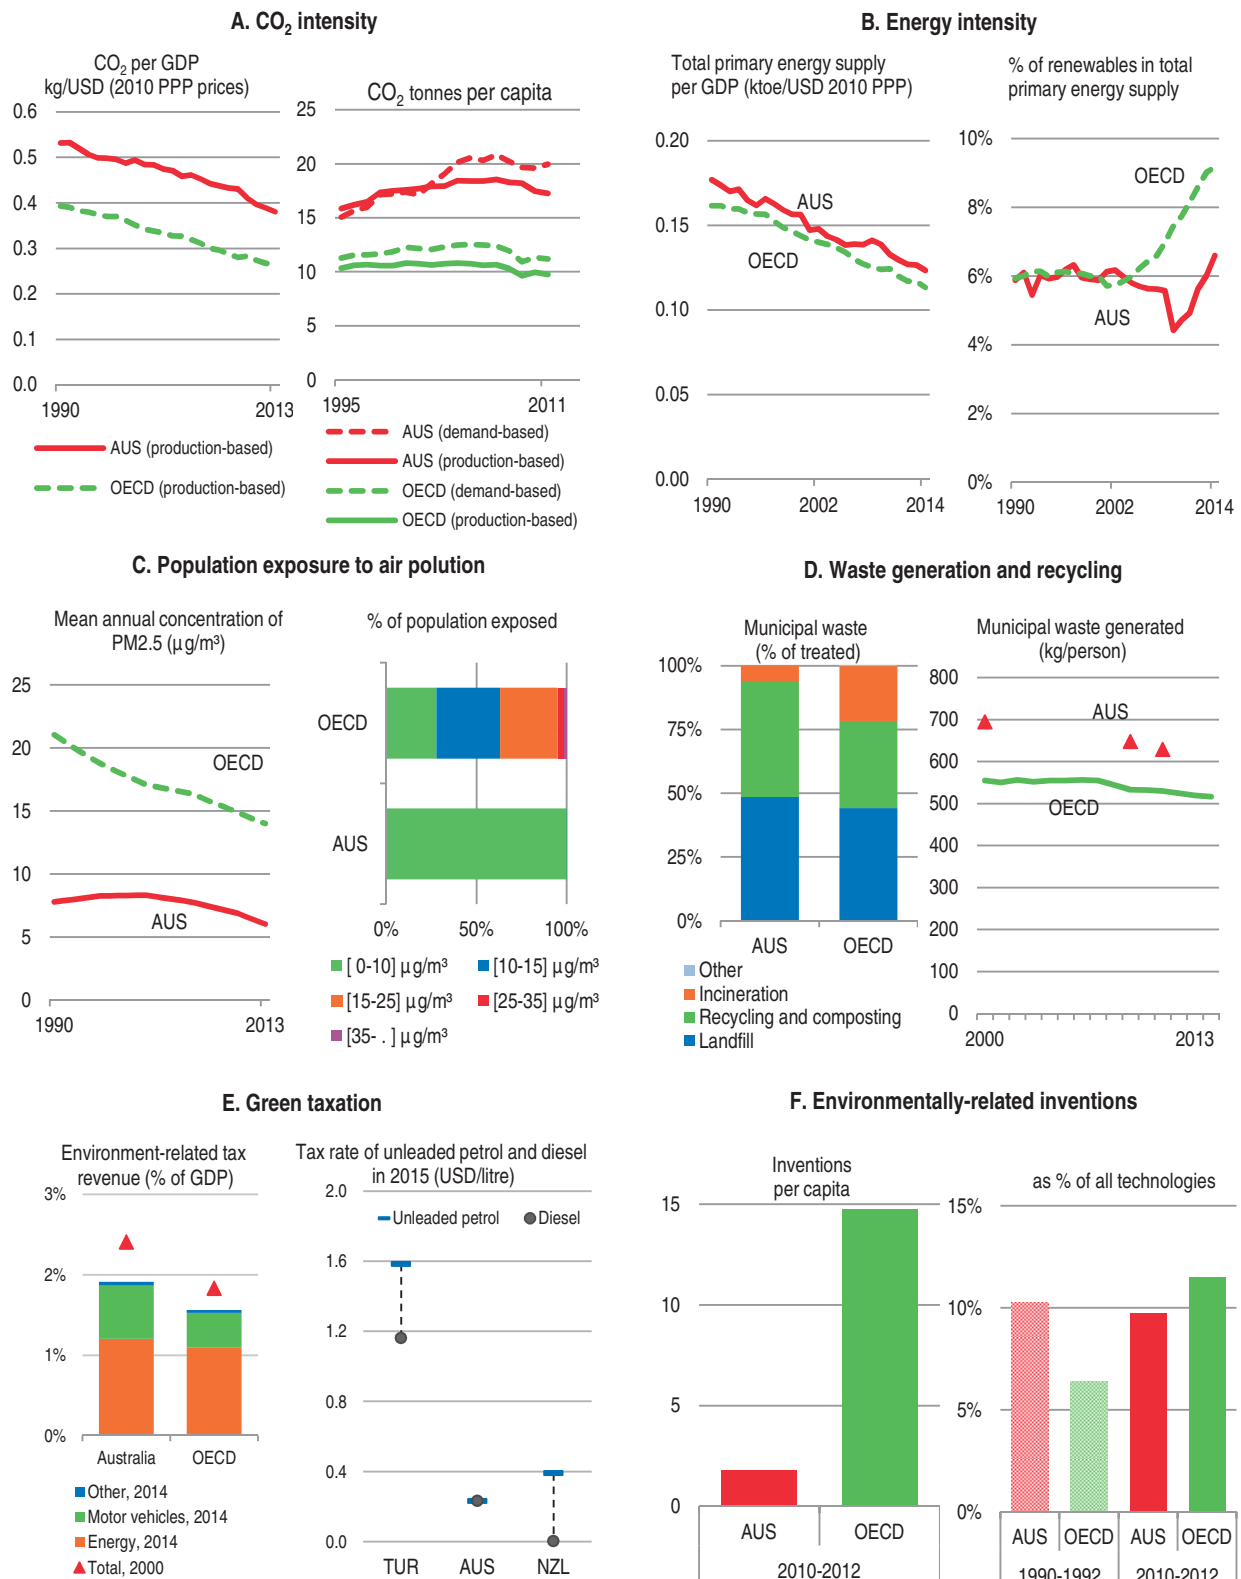 A. CO2 intensity
CO2 per GDP
kg/USD (2010 PPP prices)
0.6
0.5
0.4
0.3
0.2
0.1
0.0
1990
2013
AUS (production-based)
OECD (production-based)
CO2 tonnes per capita
25
20
15
10
5
0
1995
2011
AUS (demand-based)
AUS (production-based)
OECD (demand-based)
OECD (production-based)
B. Energy intensity
Total primary energy supply
per GDP (ktoe/USD 2010 PPP)
0.20
0.15
0.10
0.05
0.00
AUS
OECD
1990
2002
2014
% of renewables in total
primary energy supply
10%
8%
6%
4%
2%
0%
OECD
AUS
1990
2002
2014
C. Population exposure to air polution
Mean annual concentration of
PM2.5 (µg/m³)
25
20
15
10
5
0
OECD
AUS
1990
2013
% of population exposed
OECD
AUS
0%
50%
100%
[ 0-10] µg/m³
[10-15] µg/m³
[15-25] µg/m³
[25-35] µg/m³
[35- . ] µg/m³
D. Waste generation and recycling
Municipal waste
(% of treated)
100%
75%
50%
25%
0%
AUS
OECD
Other
Incineration
Recycling and composting
Landfill
Municipal waste generated
(kg/person)
800
700
600
500
400
300
200
100
0
AUS
OECD
2000
2013
E. Green taxation
Environment-related tax
revenue (% of GDP)
3%
2%
1%
0%
Australia
OECD
Other, 2014
Motor vehicles, 2014
Energy, 2014
Total, 2000
Tax rate of unleaded petrol and diesel
in 2015 (USD/litre)
2.0
1.6
1.2
0.8
0.4
0.0
Unleaded petrol
Diesel
TUR
AUS
NZL
F. Environmentally-related inventions
Inventions
per capita
15
10
5
0
AUS
OECD
2010-2012
as % of all technologies
15%
10%
5%
0%
AUS
OECD
AUS
OECD
1990-1992
2010-2012